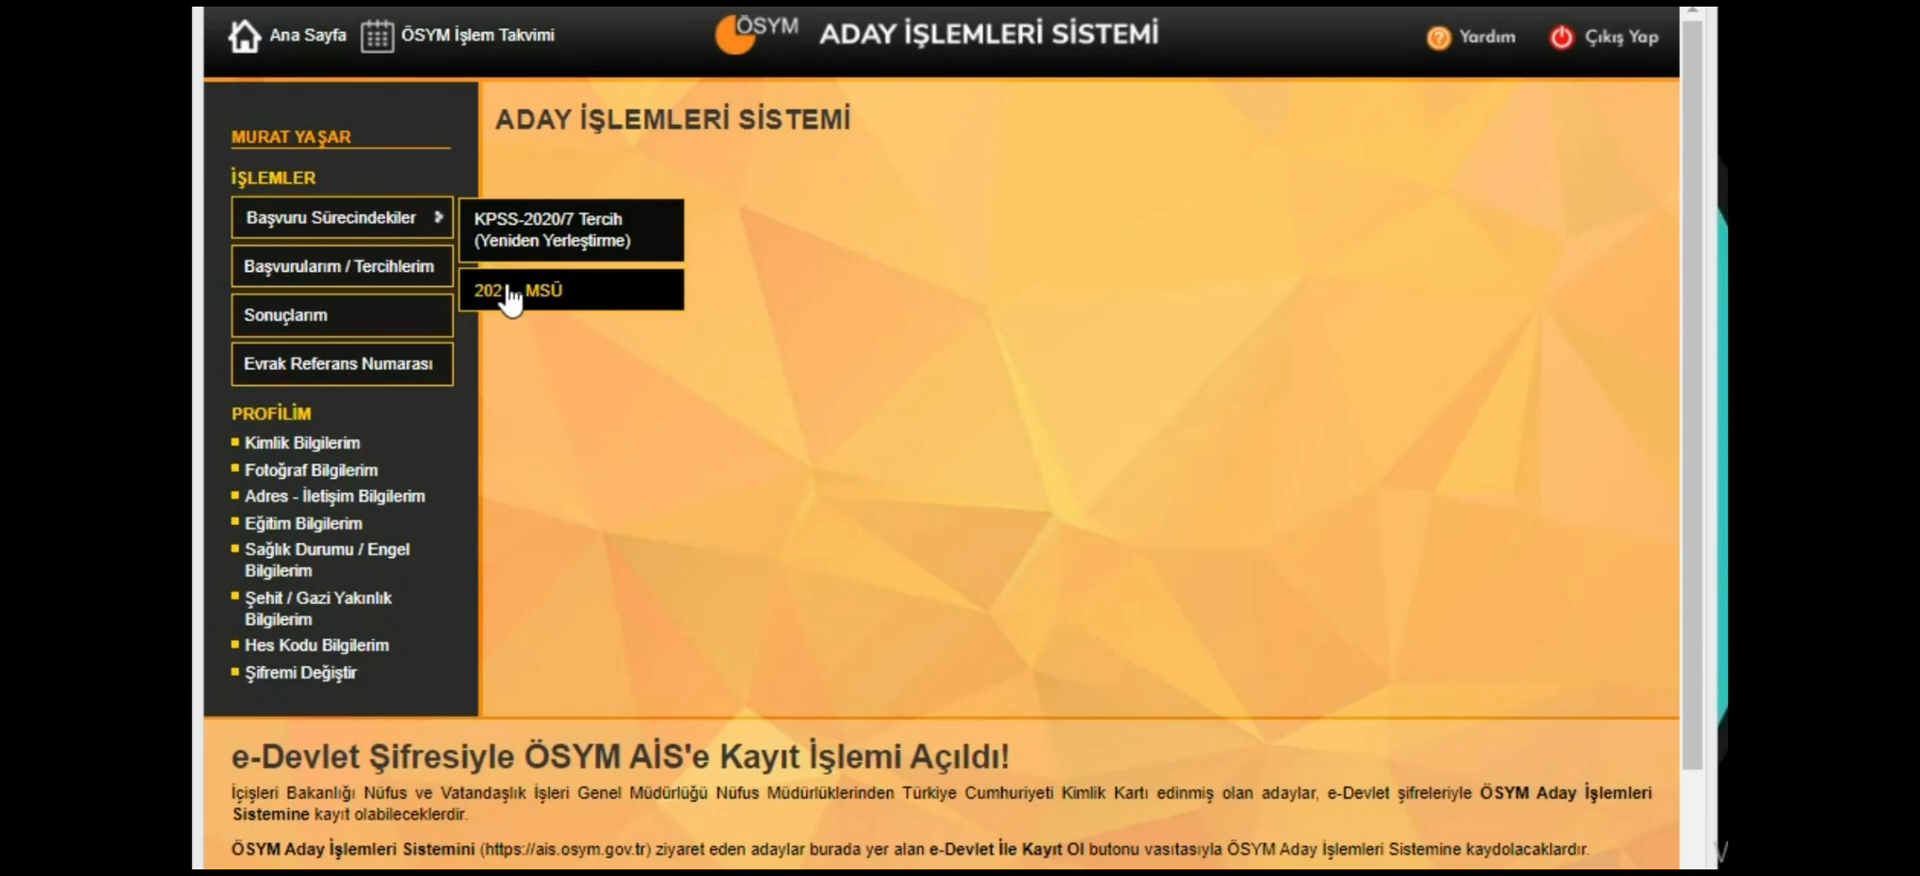 Ana Sayfa ÖSYM İşlem Takvimi ÖSYM ADAY İŞLEMLERİ SİSTEMİ Yardım Çıkış Yap
ADAY İŞLEMLERİ SİSTEMİ
MURAT YAŞAR
İŞLEMLER
Başvuru Sürecindekiler
KPSS-2020/7 Tercih
(Yeniden Yerleştirme)
MSÜ
Başvurularım / Tercihlerim
Sonuçlarım
Evrak Referans Numarası
PROFİLİM
Kimlik Bilgilerim
Fotoğraf Bilgilerim
Adres - İletişim Bilgilerim
Eğitim Bilgilerim
Sağlık Durumu / Engel
Bilgilerim
Şehit / Gazi Yakınlık
Bilgilerim
Hes Kodu Bilgilerim
Şifremi Değiştir
e-Devlet Şifresiyle ÖSYM AİS'e Kayıt İşlemi Açıldı!
İçişleri Bakanlığı Nüfus ve Vatandaşlık İşleri Genel Müdürlüğü Nüfus Müdürlüklerinden Türkiye Cumhuriyeti Kimlik Kartı edinmiş olan adaylar, e-Devlet şifreleriyle ÖSYM Aday İşlemleri
Sistemine kayıt olabileceklerdir.
ÖSYM Aday İşlemleri Sistemini (https://ais.osym.gov.tr) ziyaret eden adaylar burada yer alan e-Devlet İle Kayıt Ol butonu vasıtasıyla ÖSYM Aday İşlemleri Sistemine kaydolacaklardır.